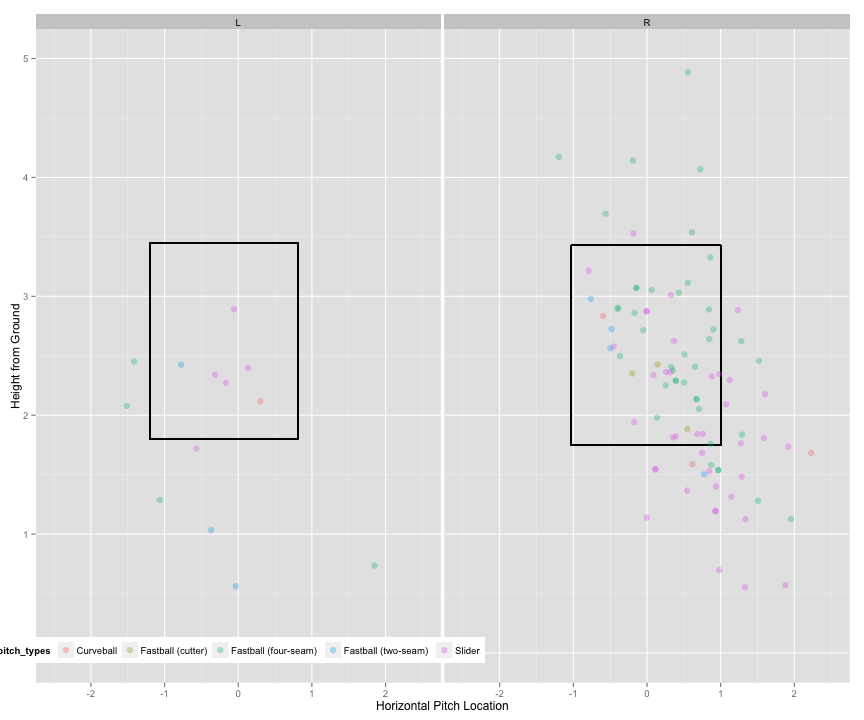 L R
5
4
3
2
1
Height from Ground
pitch_types Curveball Fastball (cutter) Fastball (four-seam) Fastball (two-seam) Slider
-2 -1 0 1 2 -2 -1 0 1 2
Horizontal Pitch Location